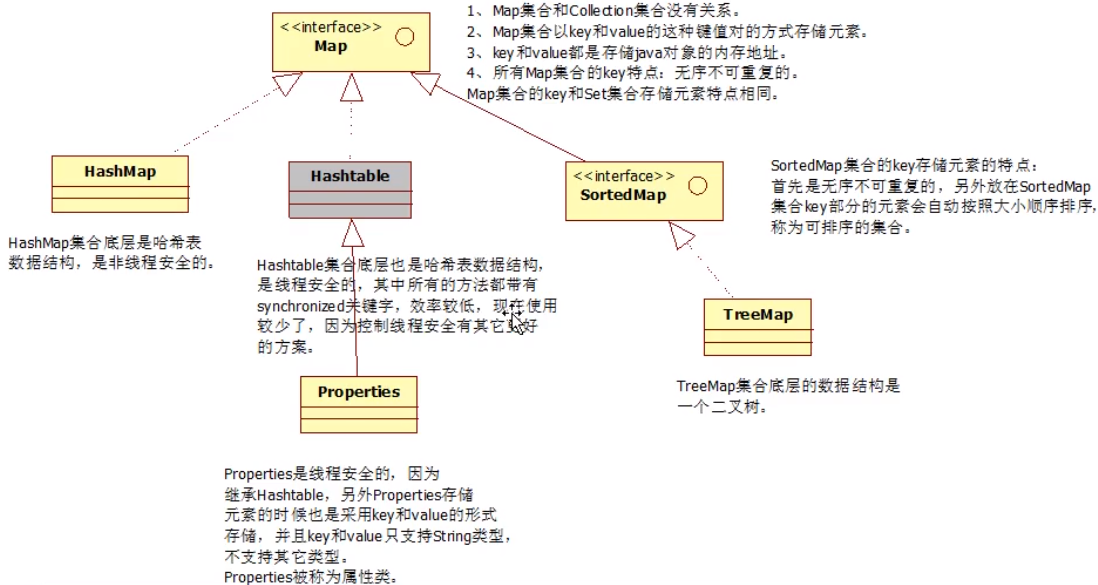 <<interface>>
Map
1、Map集合和Collection集合没有关系。
2、Map集合以key和value的这种键值对的方式存储元素。
3、key和value都是存储java对象的内存地址。
4、所有Map集合的key特点：无序不可重复的。
Map集合的key和Set集合存储元素特点相同。
HashMap
HashMap集合底层是哈希表
数据结构，是非线程安全的。
Hashtable
Hashtable集合底层也是哈希表数据结构，
是线程安全的，其中所有的方法都带有
synchronized关键字，效率较低，现在使用
较少了，因为控制线程安全有其它更好
的方案。
<<interface>>
SortedMap
SortedMap集合的key存储元素的特点：
首先是无序不可重复的，另外放在SortedMap
集合key部分的元素会自动按照大小顺序排序，
称为可排序的集合。
TreeMap
TreeMap集合底层的数据结构是
一个二叉树。
Properties
Properties是线程安全的，因为
继承Hashtable，另外Properties存储
元素的时候也是采用key和value的形式
存储，并且key和value只支持String类型，
不支持其它类型。
Properties被称为属性类。